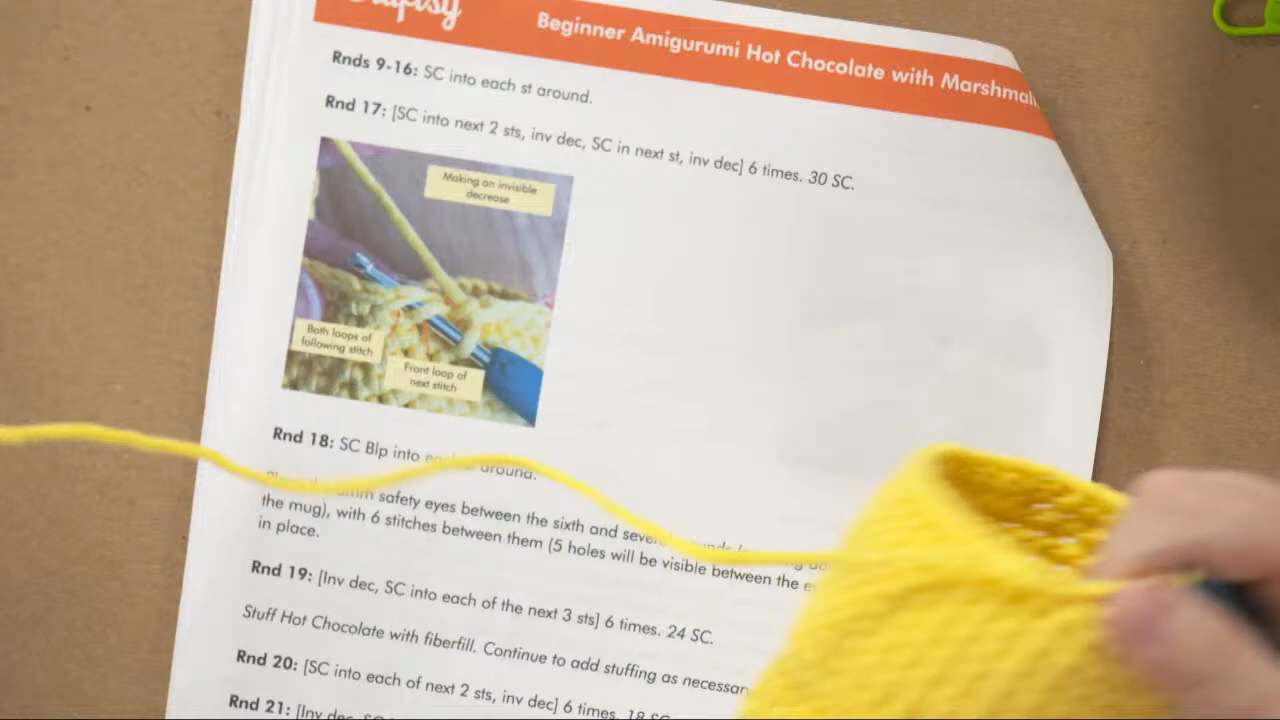 Beginner Amigurumi Hot Chocolate with
Rnds 9-16: SC into each st around.
Rnd 17: [SC into next 2 sts, inv dec, SC in next st, inv dec] 6 times. 30 SC.
Making an invisible
decrease
Both loops of
following stitch
Front loop of
next stitch
Rnd 18: SC Blp into around.
safety eyes between the sixth and
the mug), with 6 stitches between them (5 holes will be visible between the
in place.
Rnd 19: [Inv dec, SC into each of the next 3 sts] 6 times. 24 SC.
Stuff Hot Chocolate with fiberfill. Continue to add stuffing as
Rnd 20: [SC into each of next 2 sts, inv dec] 6 times. 18
Rnd 21: [Inv dec,